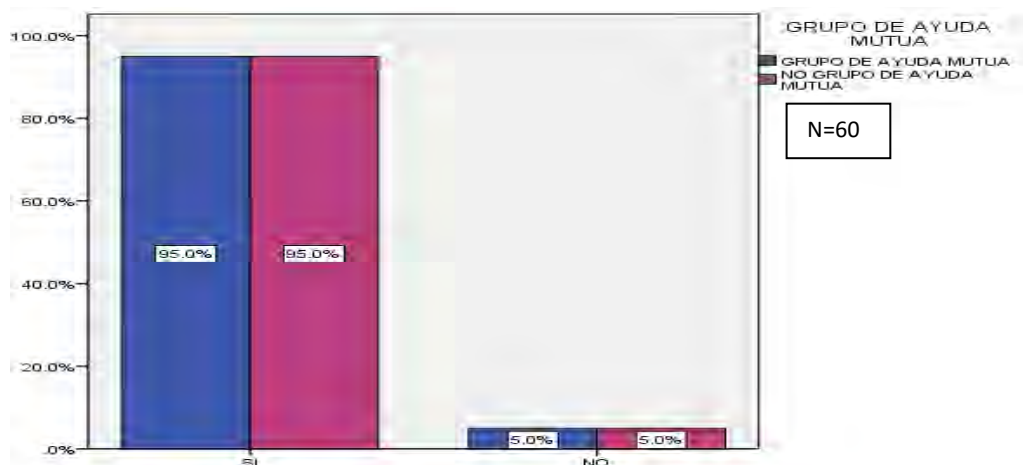 GRUPO DE AYUDA
MUTUA
GRUPO DE AYUDA MUTUA
NO GRUPO DE AYUDA
MUTUA
N=60
100.0%
80.0%
60.0%
40.0%
20.0%
.0%
95.0% 95.0%
5.0% 5.0%
SI NO